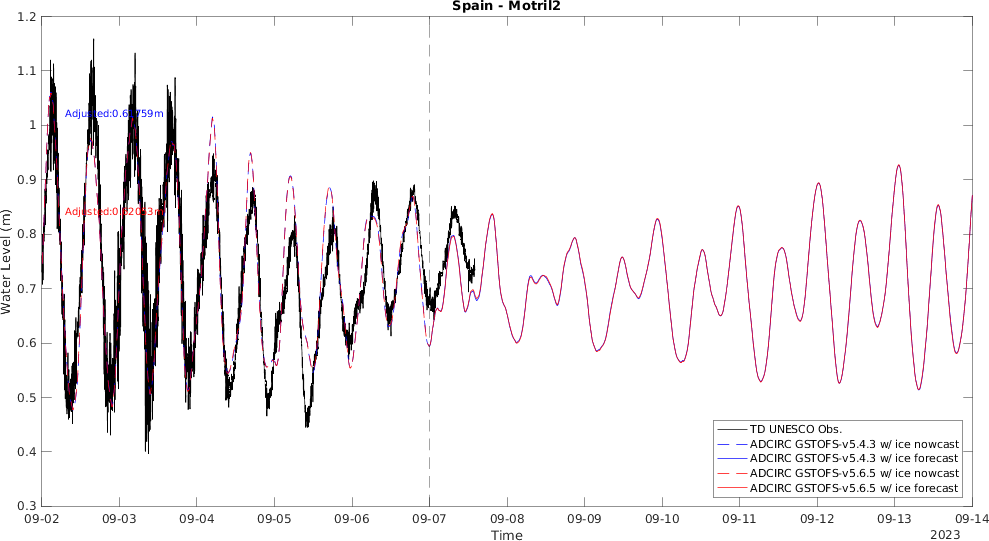 Spain - Motril2
1.2
1.1
1
0.9
0.8
0.7
0.6
0.5
0.4
0.3
Water Level (m)
TD UNESCO Obs.
ADCIRC GSTOFS-v5.4.3 w/ ice nowcast
ADCIRC GSTOFS-v5.4.3 w/ ice forecast
ADCIRC GSTOFS-v5.6.5 w/ ice nowcast
ADCIRC GSTOFS-v5.6.5 w/ ice forecast
09-02 09-03 09-04 09-05 09-06 09-07 09-08 09-09 09-10 09-11 09-12 09-13 09-14
Time
2023